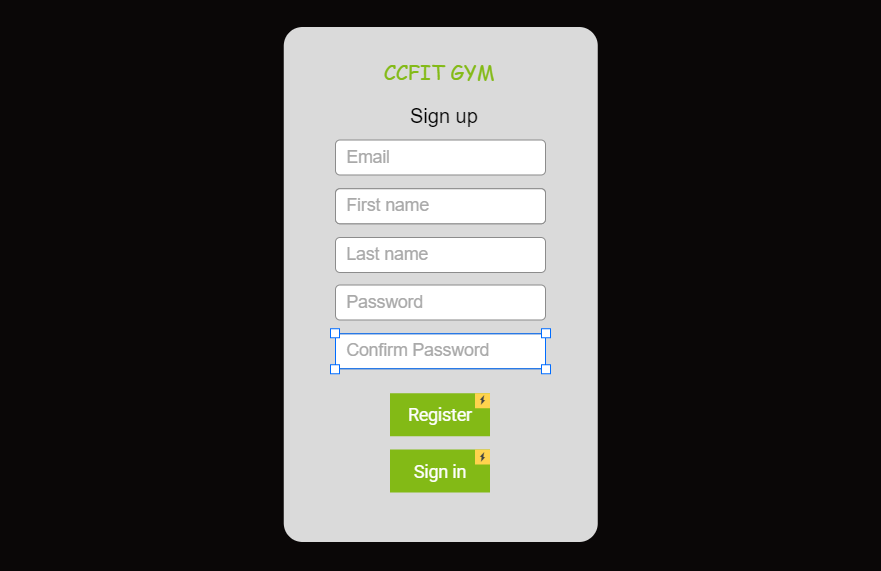 CCFIT GYM
Sign up
Email
First name
Last name
Password
Confirm Password
Register
Sign in